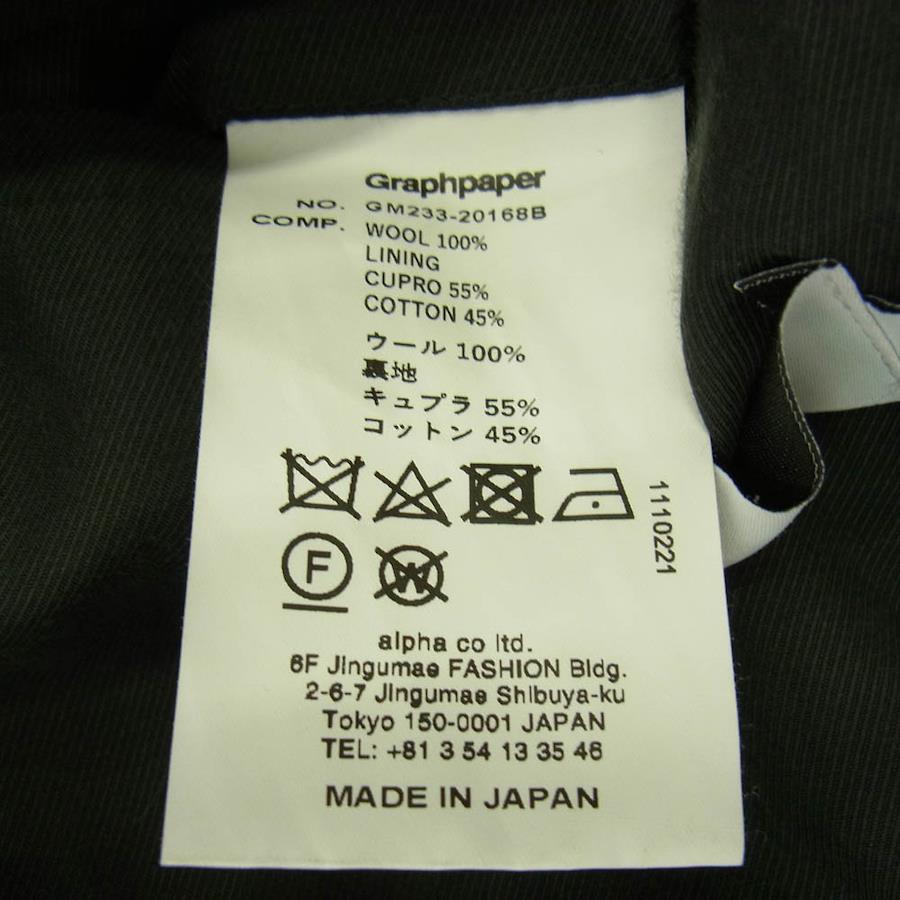 Graphpaper
NO. GM233-20168B
COMP. WOOL 100%
LINING
CUPRO 55%
COTTON 45%
ウール 100%
裏地
キュプラ 55%
コットン 45%
1110221
F
W
alpha co ltd.
6F Jingumae FASHION Bldg.
2-6-7 Jingumae Shibuya-ku
Tokyo 150-0001 JAPAN
TEL: +81 3 54 13 35 46
MADE IN JAPAN